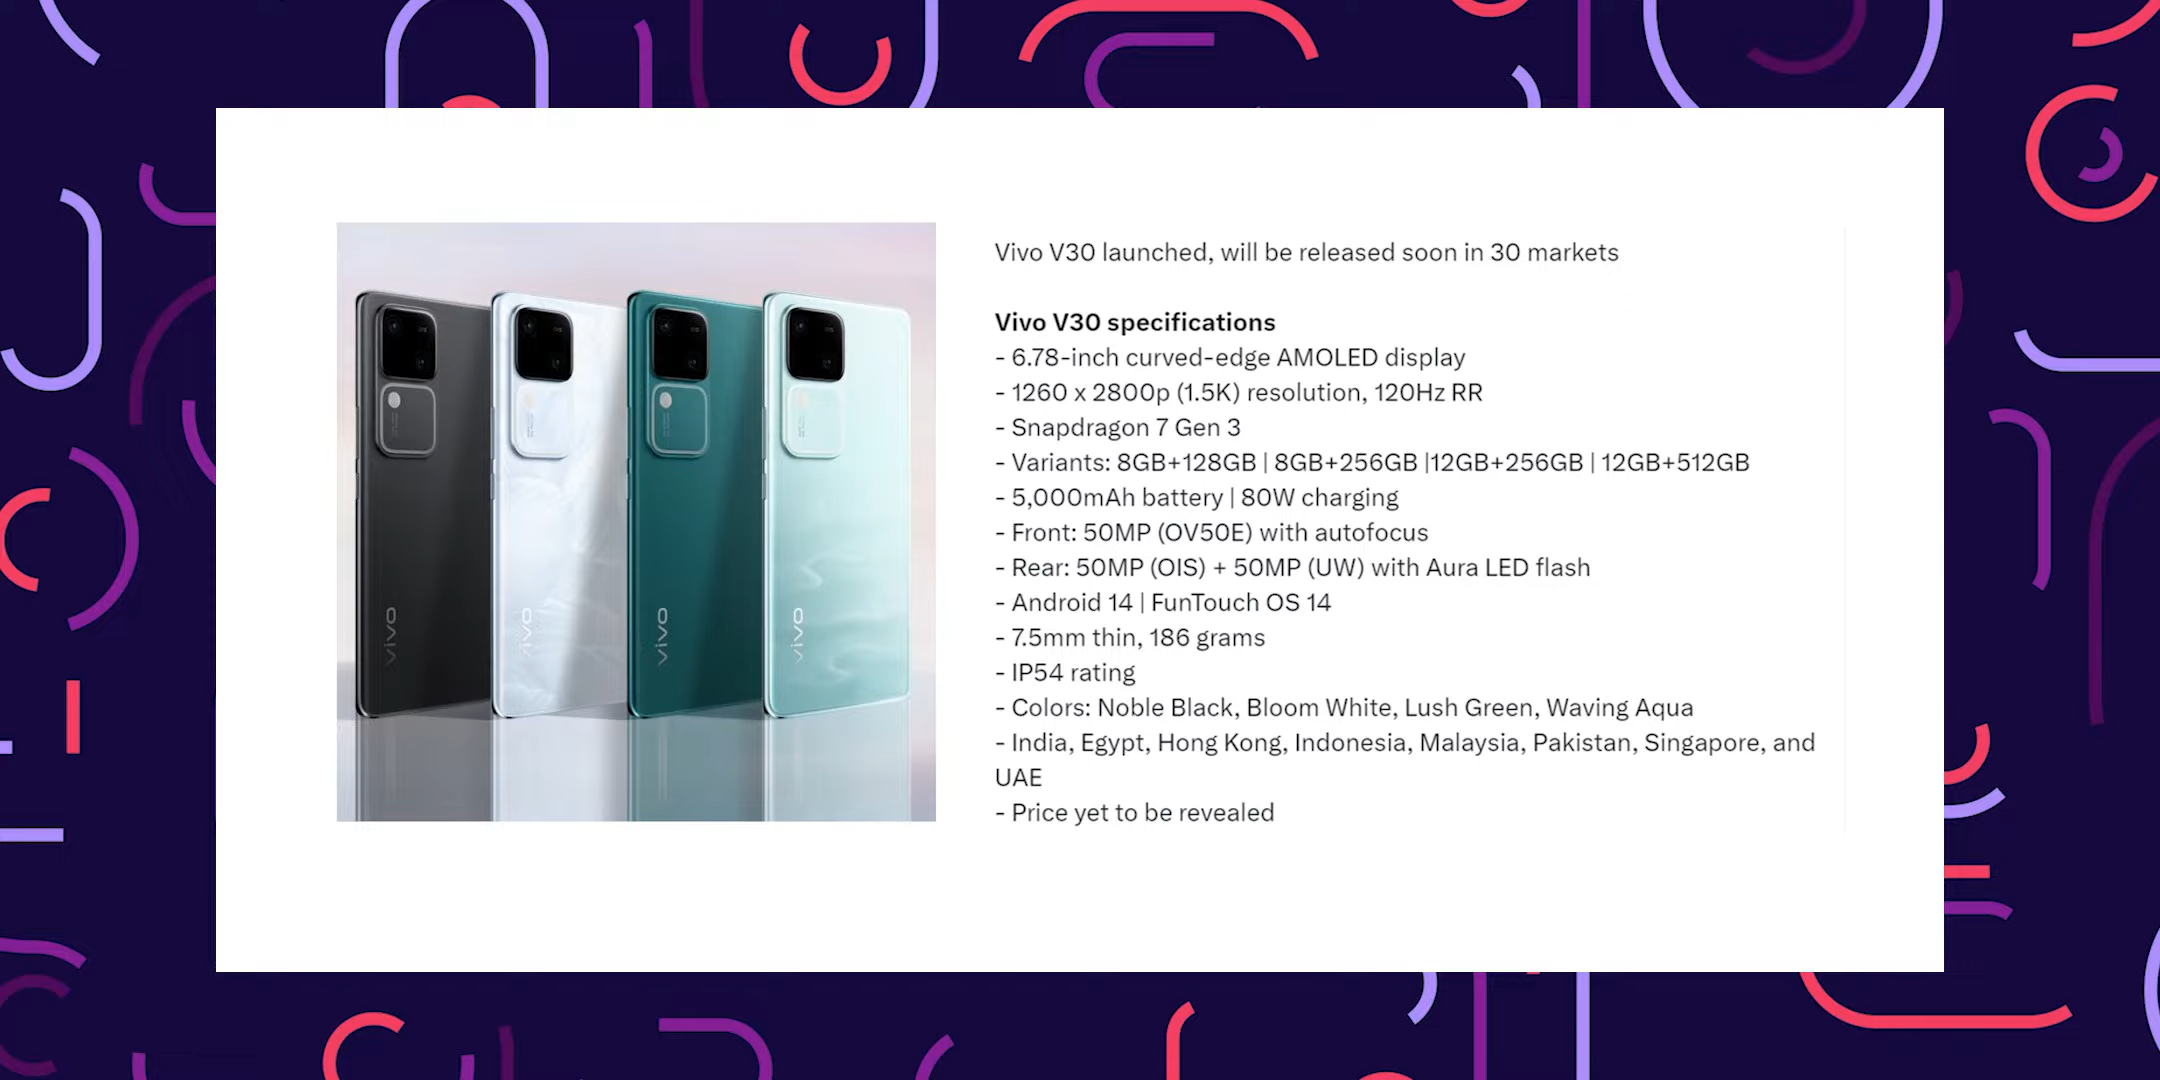 Vivo V30 launched, will be released soon in 30 markets
Vivo V30 specifications
- 6.78-inch curved-edge AMOLED display
- 1260 x 2800p (1.5K) resolution, 120Hz RR
- Snapdragon 7 Gen 3
- Variants: 8GB+128GB | 8GB+256GB |12GB+256GB | 12GB+512GB
- 5,000mAh battery | 80W charging
- Front: 50MP (OV50E) with autofocus
- Rear: 50MP (OIS) + 50MP (UW) with Aura LED flash
- Android 14 | FunTouch OS 14
- 7.5mm thin, 186 grams
- IP54 rating
- Colors: Noble Black, Bloom White, Lush Green, Waving Aqua
- India, Egypt, Hong Kong, Indonesia, Malaysia, Pakistan, Singapore, and
UAE
- Price yet to be revealed
vivo
vivo
vivo
vivo